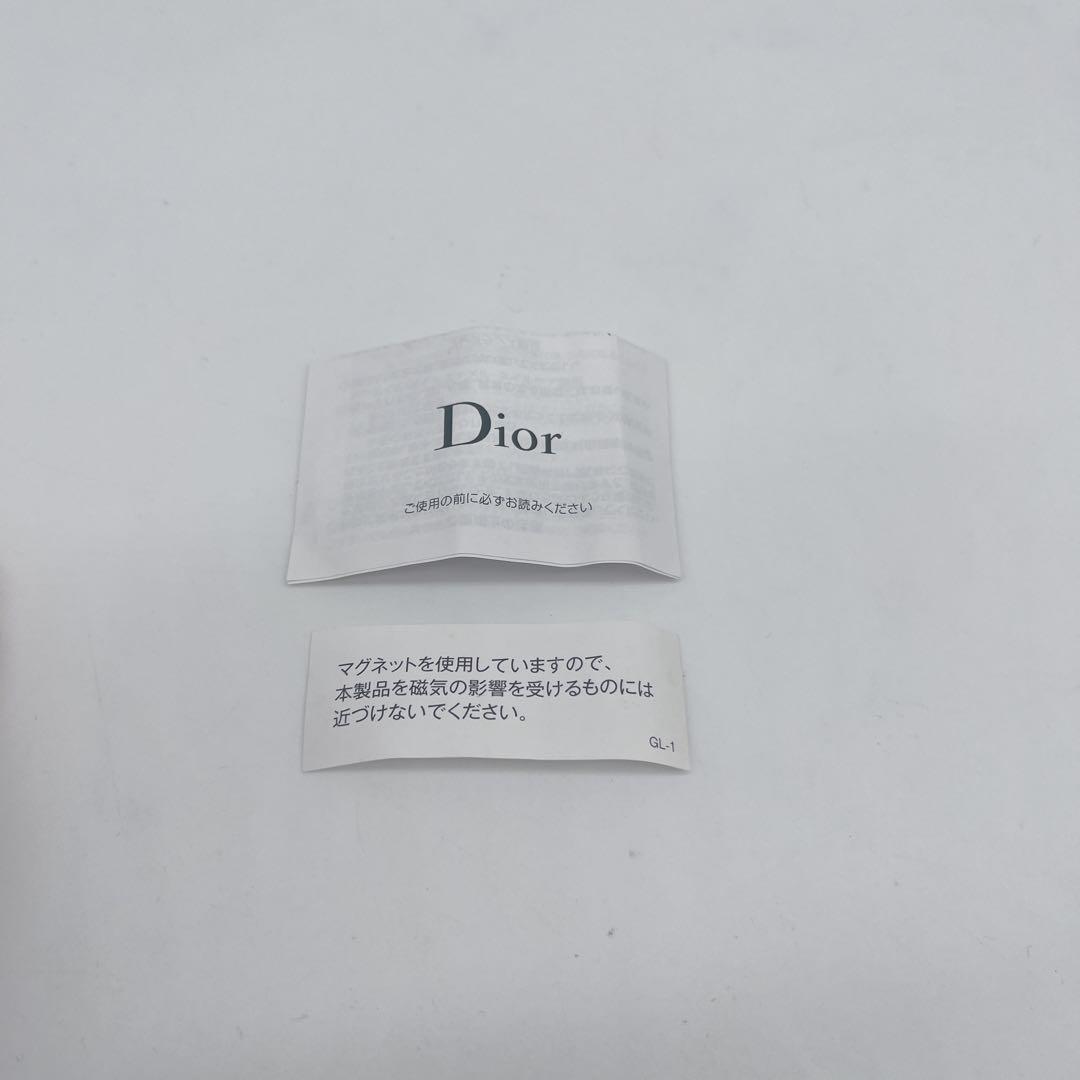 Dior
ご使用の前に必ずお読みください
マグネットを使用していますので、
本製品を磁気の影響を受けるものには
近づけないでください。
GL-1